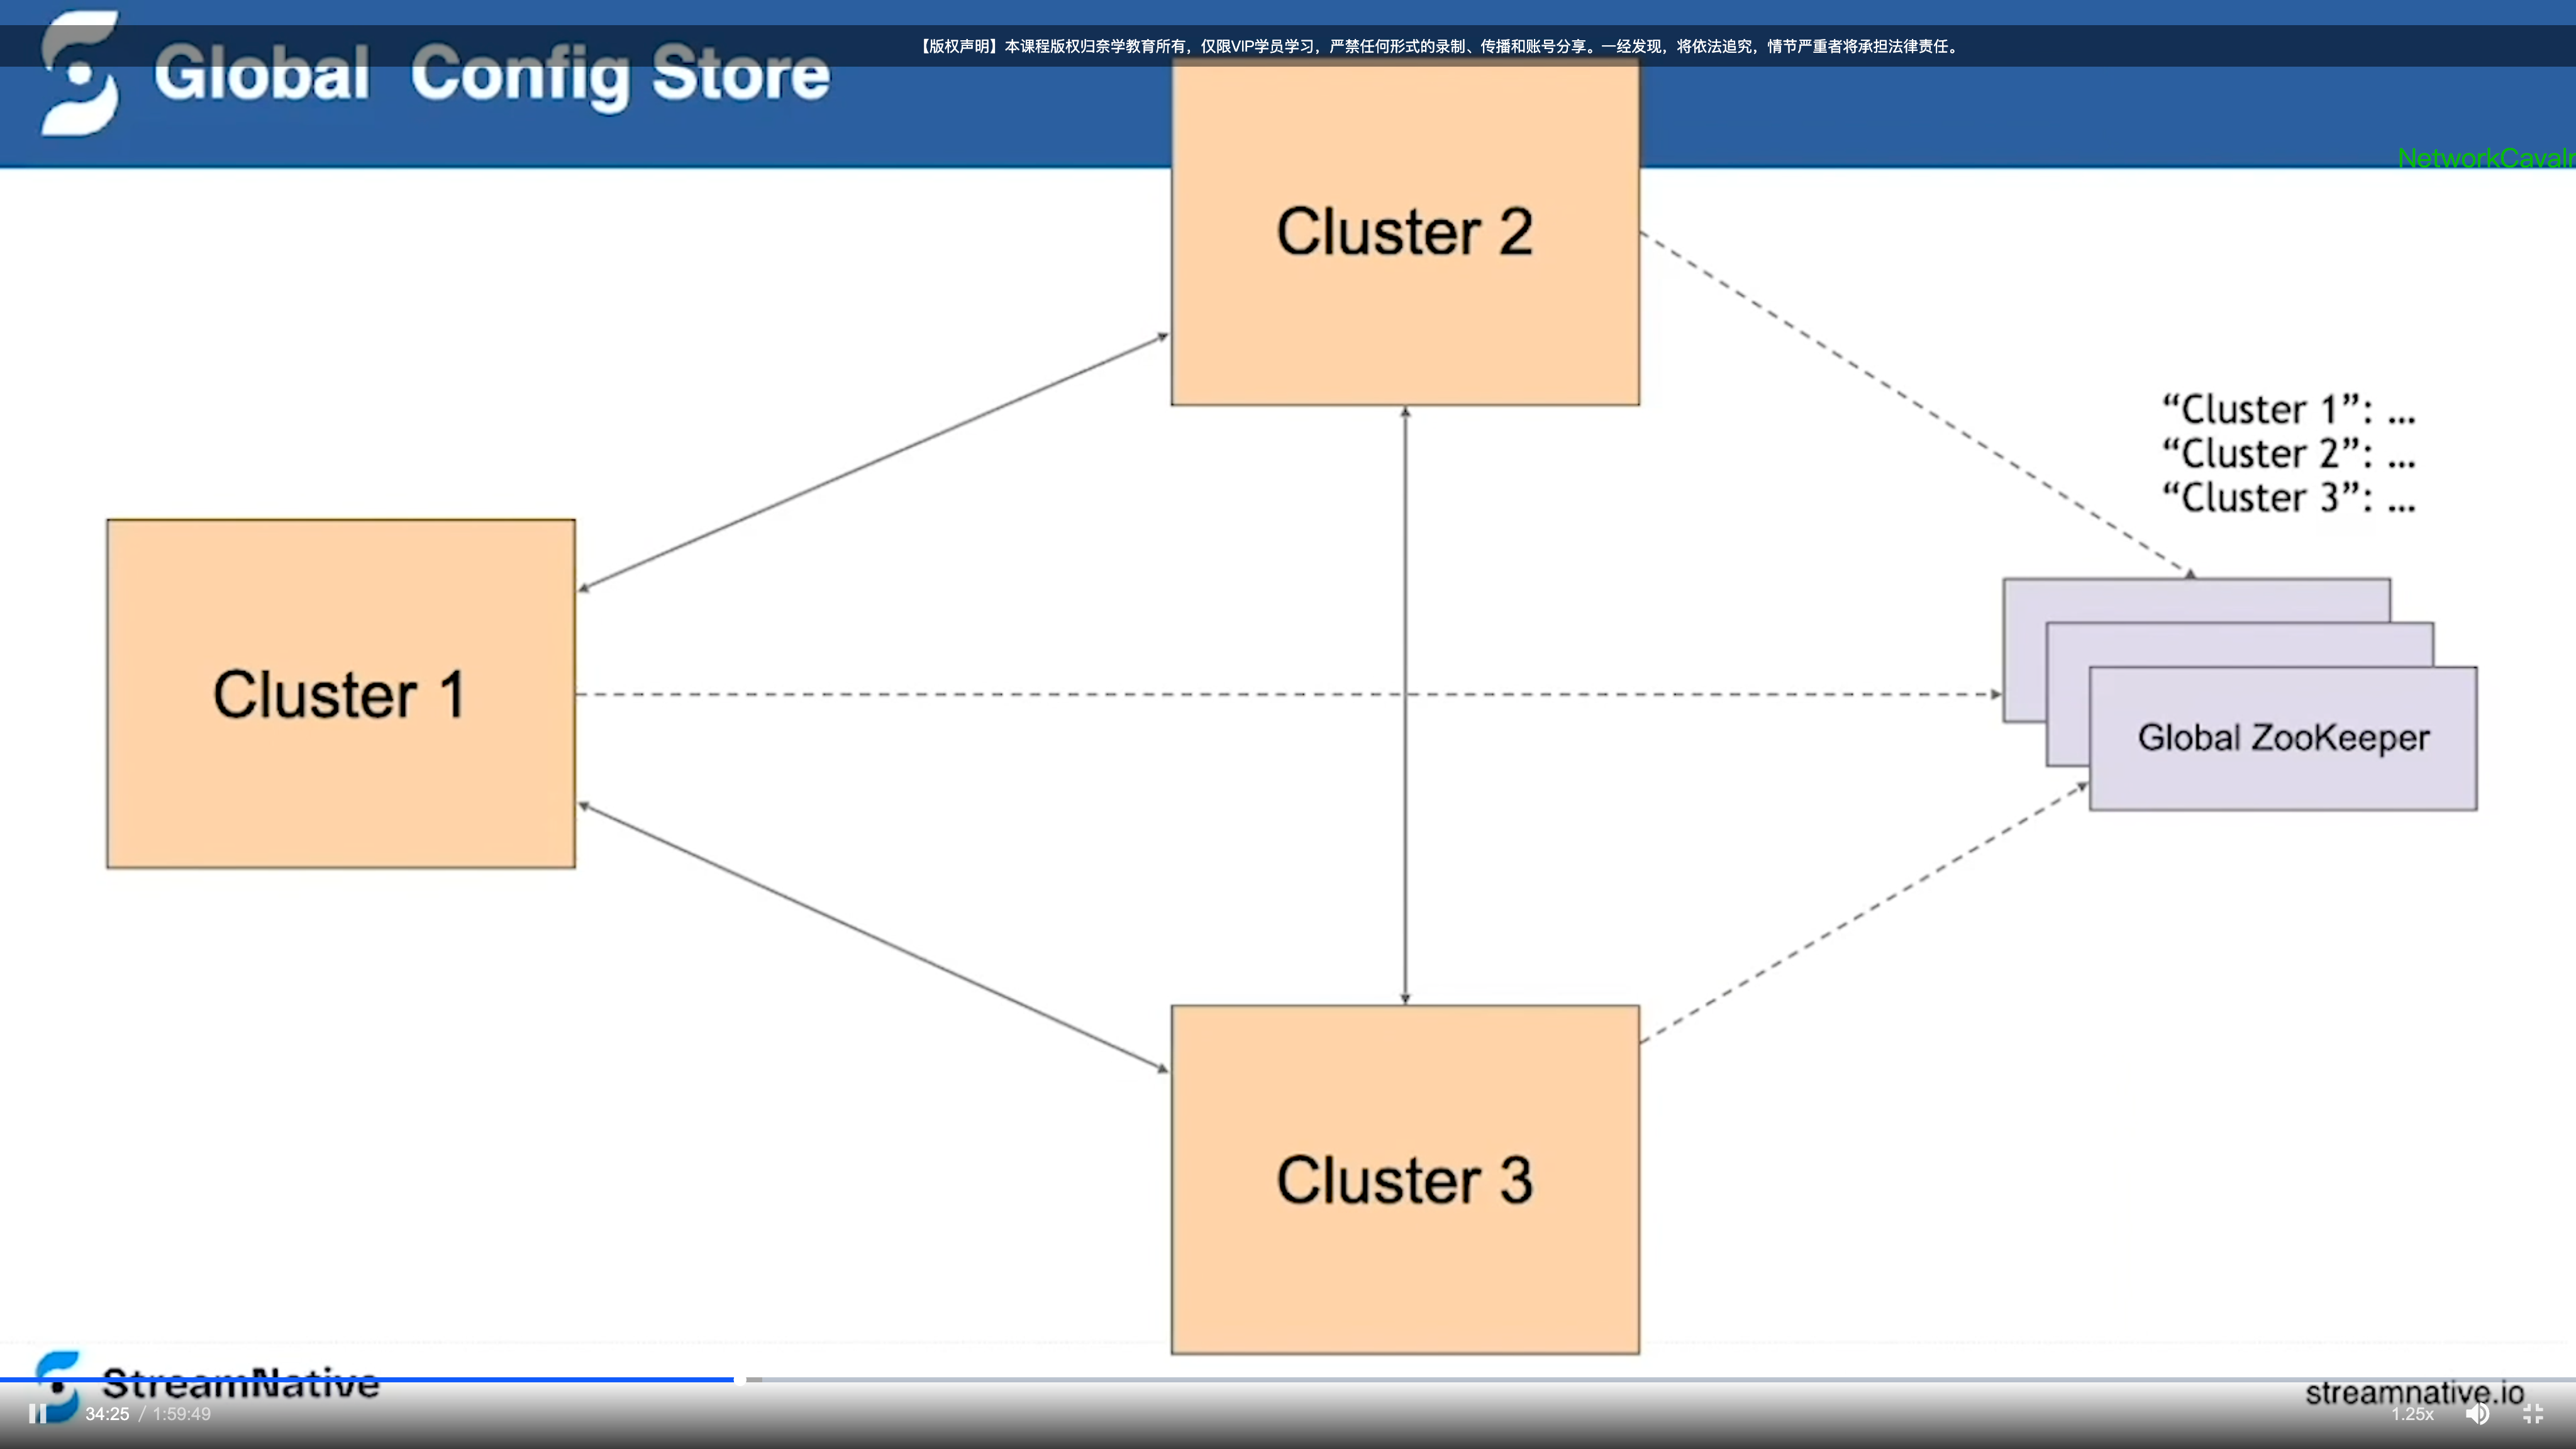 【版权声明】本课程版权归奈学教育所有，仅限VIP学员学习，严禁任何形式的录制、传播和账号分享。一经发现，将依法追究，情节严重者将承担法律责任。
Global Config Store
Cluster 2
“Cluster 1”: ...
“Cluster 2”: ...
“Cluster 3”: ...
Cluster 1
Global ZooKeeper
Cluster 3
StreamNative
streamnative.io
34:25 / 1:59:49
1.25x